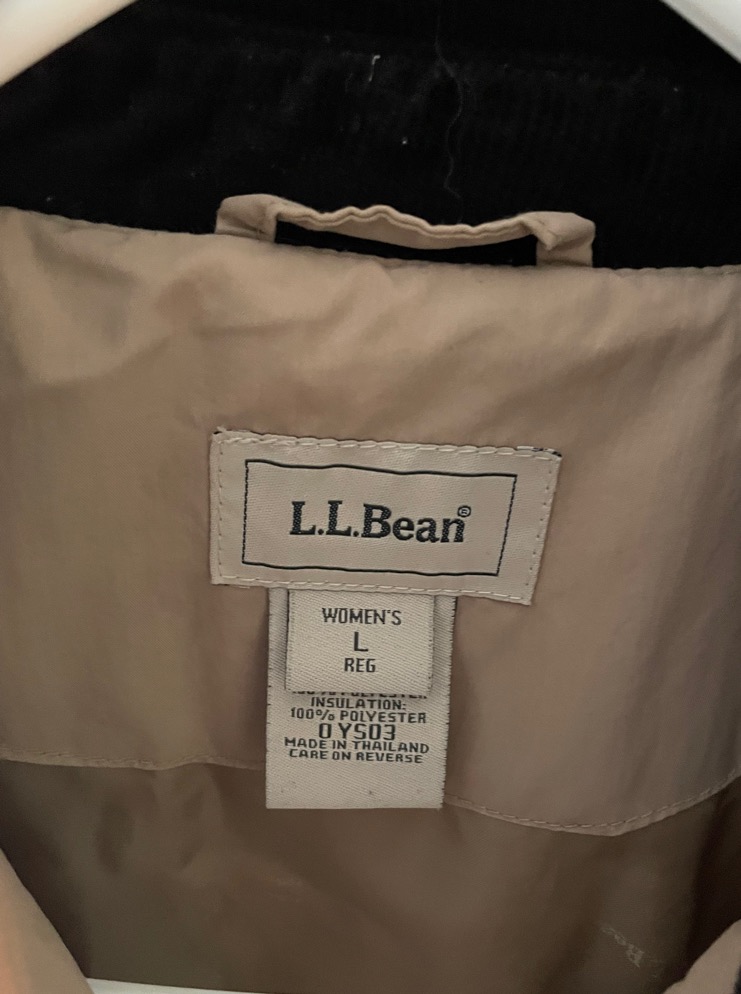 L.L.Bean®
WOMEN'S
L
REG
INSULATION:
100% POLYESTER
0 YS03
MADE IN THAILAND
CARE ON REVERSE